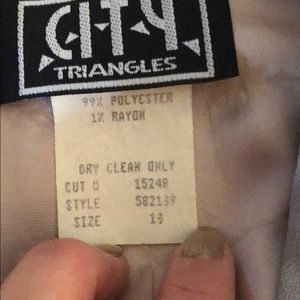 CITY
TRIANGLES
99% POLYESTER
1% RAYON
DRY CLEAN ONLY
CUT 0 15248
STYLE 582139
SIZE 13